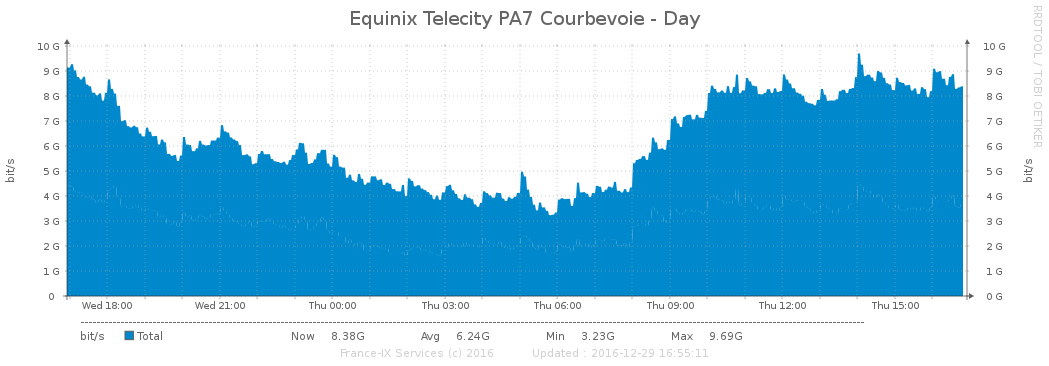 Equinix Telecity PA7 Courbevoie - Day
RRDTOOL / TOBI OETIKER
10 G 10 G
9 G 9 G
8 G 8 G
7 G 7 G
6 G 6 G
5 G 5 G
4 G 4 G
3 G 3 G
2 G 2 G
1 G 1 G
0 0 G
bit/s bit/s
Wed 18:00 Wed 21:00 Thu 00:00 Thu 03:00 Thu 06:00 Thu 09:00 Thu 12:00 Thu 15:00
bit/s Total Now 8.38G Avg 6.24G Min 3.23G Max 9.69G
France-IX Services (c) 2016 Updated : 2016-12-29 16:55:11